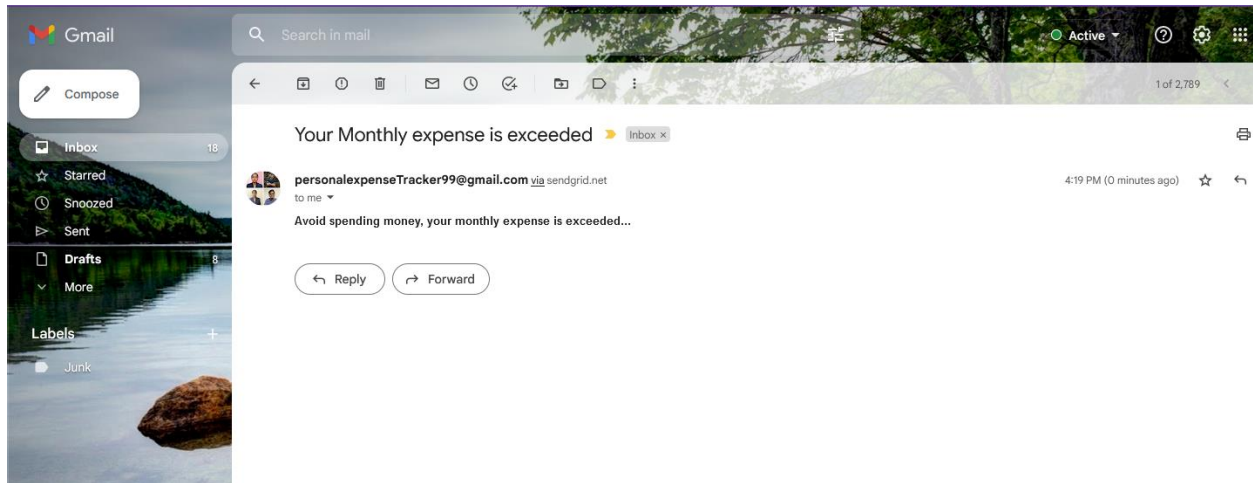 Gmail
Search in mail
Active
Compose
1 of 2,789
Your Monthly expense is exceeded
Inbox ×
Inbox 18
personalexpenseTracker99@gmail.com via sendgrid.net
4:19 PM (0 minutes ago)
to me
Avoid spending money, your monthly expense is exceeded...
Starred
Snoozed
Sent
Drafts 8
More
Reply
Forward
Labels
Junk